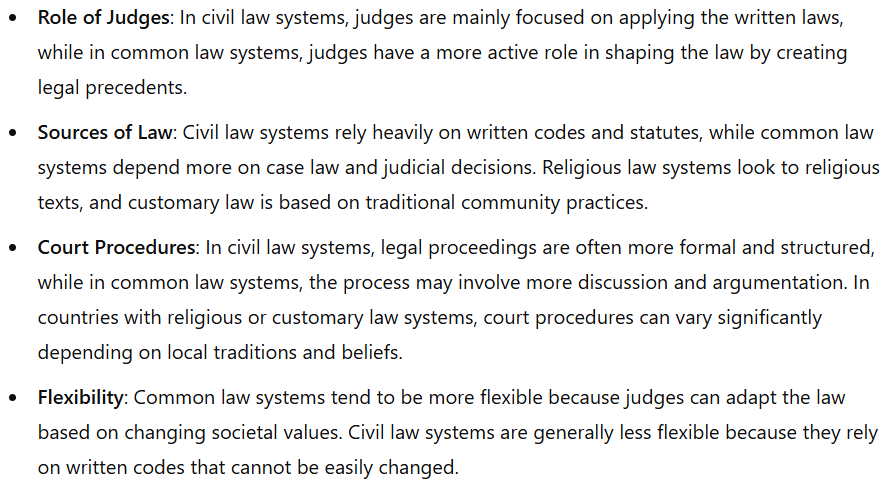 • Role of Judges: In civil law systems, judges are mainly focused on applying the written laws,
while in common law systems, judges have a more active role in shaping the law by creating
legal precedents.
• Sources of Law: Civil law systems rely heavily on written codes and statutes, while common law
systems depend more on case law and judicial decisions. Religious law systems look to religious
texts, and customary law is based on traditional community practices.
• Court Procedures: In civil law systems, legal proceedings are often more formal and structured,
while in common law systems, the process may involve more discussion and argumentation. In
countries with religious or customary law systems, court procedures can vary significantly
depending on local traditions and beliefs.
• Flexibility: Common law systems tend to be more flexible because judges can adapt the law
based on changing societal values. Civil law systems are generally less flexible because they rely
on written codes that cannot be easily changed.